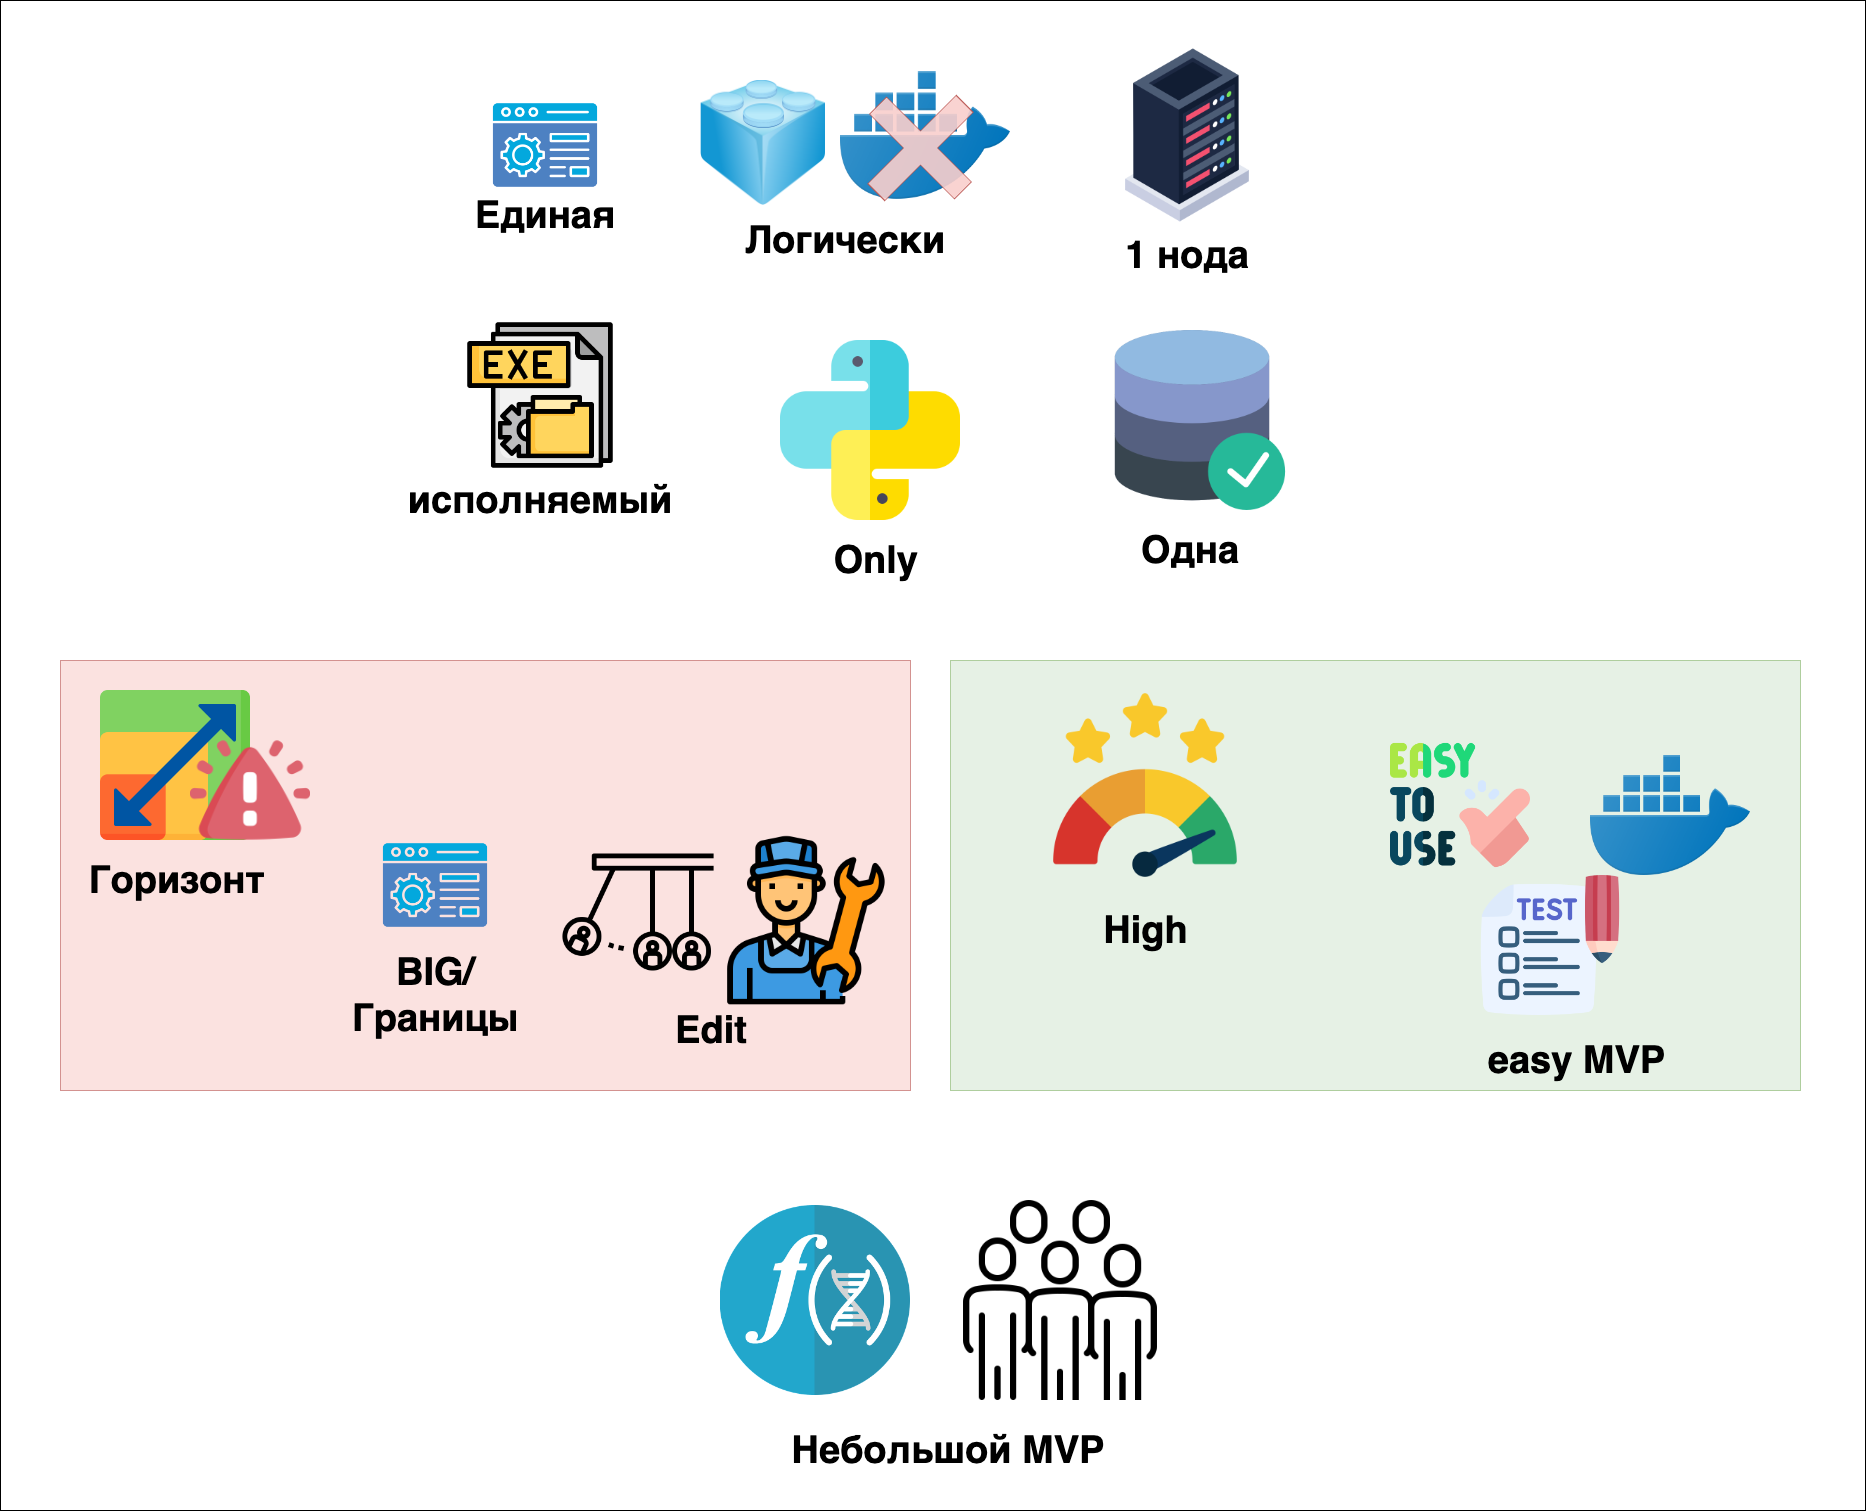 Единая
Логически
1 нода
EXE
исполняемый
Only
Одна
Горизонт
BIG/
Границы
Edit
High
EASY
TO
USE
TEST
easy MVP
f()
Небольшой MVP